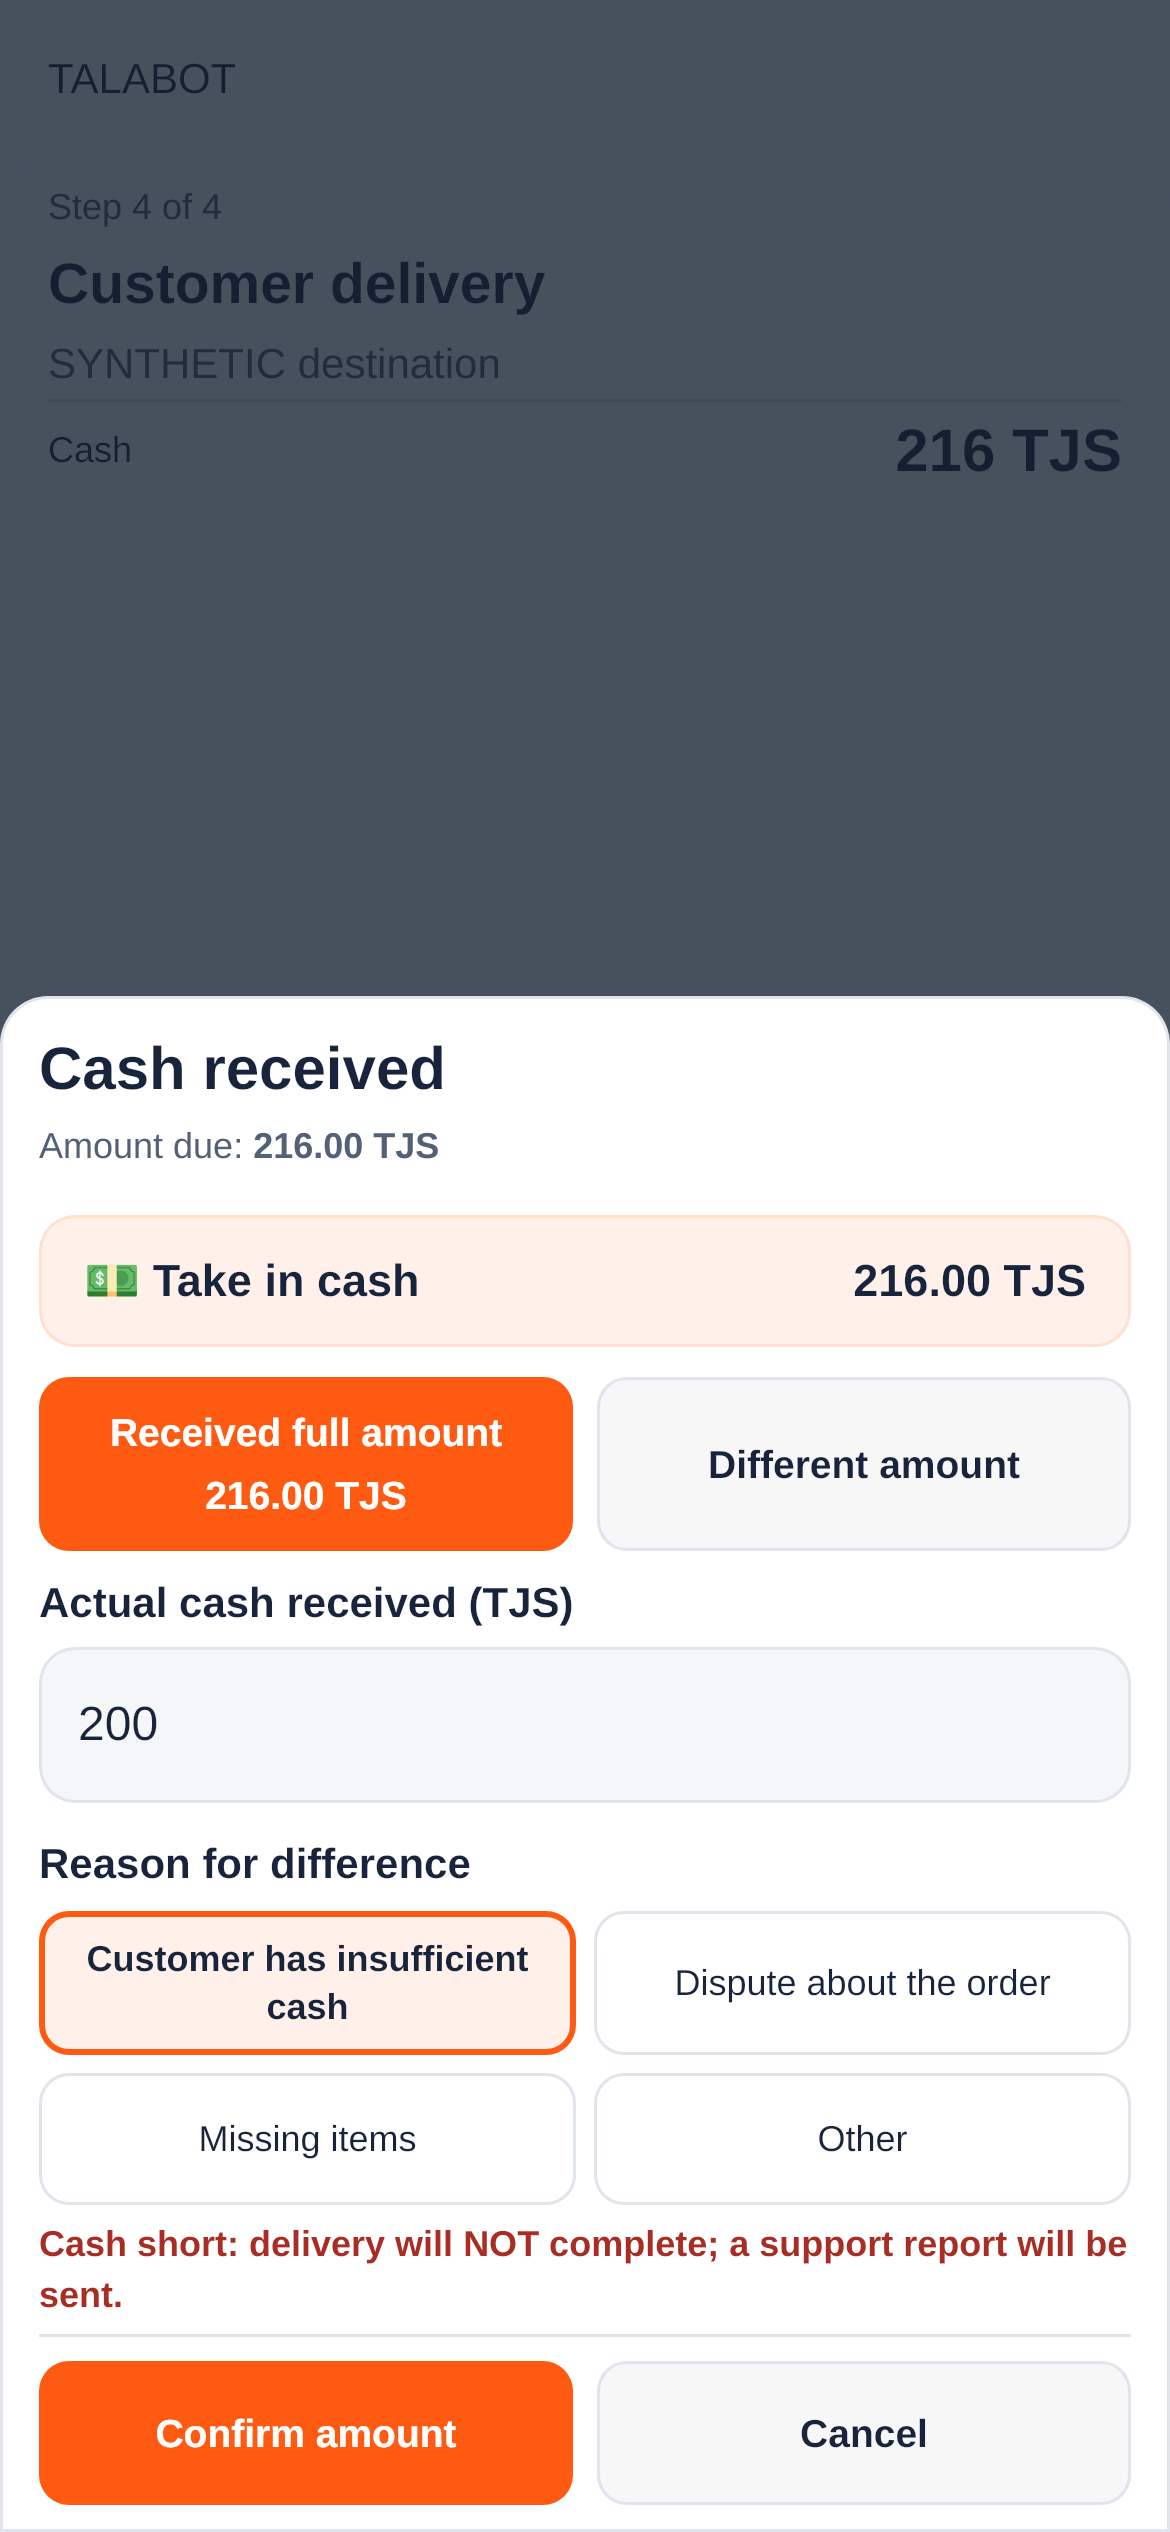 TALABOT
Step 4 of 4
Customer delivery
SYNTHETIC destination
Cash 216 TJS
Cash received
Amount due: 216.00 TJS
💵 Take in cash 216.00 TJS
Received full amount
216.00 TJS
Different amount
Actual cash received (TJS)
200
Reason for difference
Customer has insufficient
cash
Dispute about the order
Missing items
Other
Cash short: delivery will NOT complete; a support report will be
sent.
Confirm amount
Cancel